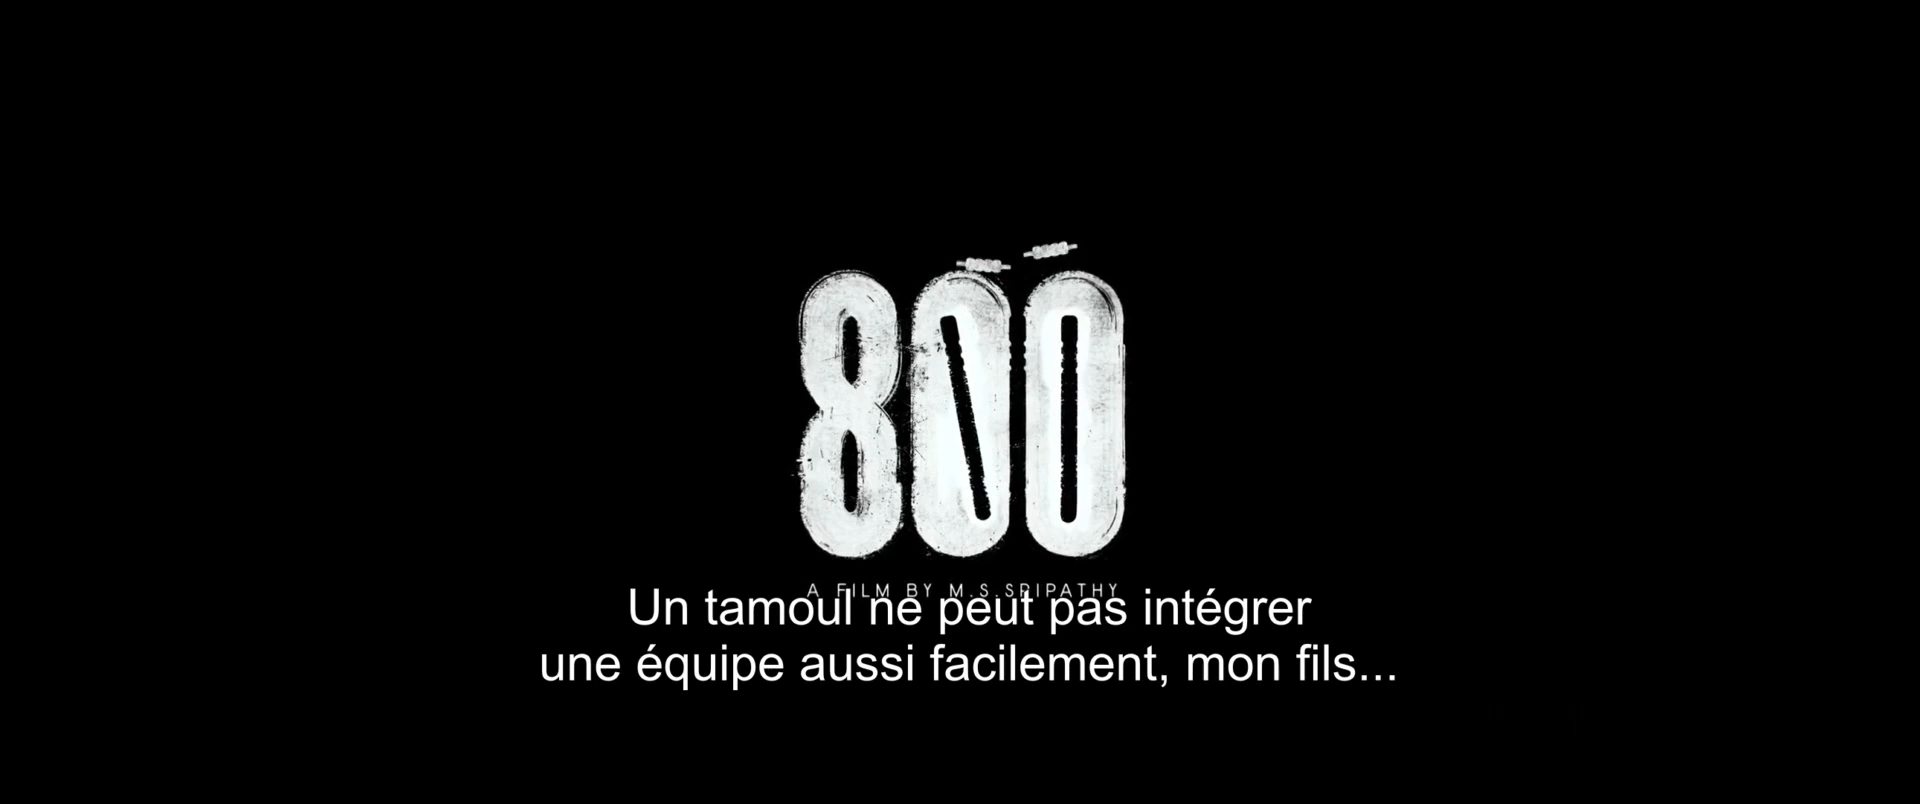 800
A FILM BY M.S.SRIPATHY
Un tamoul ne peut pas intégrer
une équipe aussi facilement, mon fils...